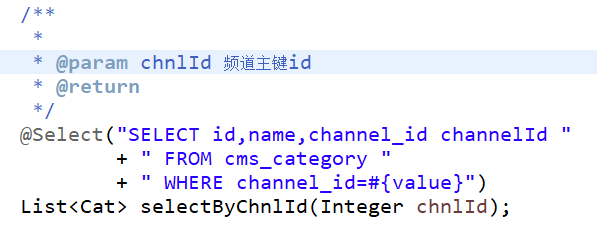 /**
 *
 * @param chnlId 频道主键id
 * @return
 */
@Select("SELECT id,name,channel_id channelId "
        + " FROM cms_category "
        + " WHERE channel_id=#{value}")
List<Cat> selectByChnlId(Integer chnlId);